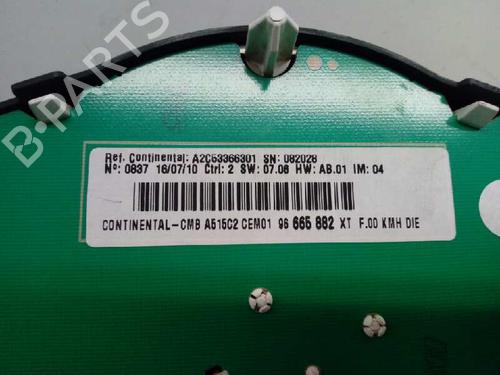 B-PARTS
Ref. Continental: A2C53366301 SN: 082028
Nº: 0837 16/07/10 Ctrl: 2 SW: 07.06 HW: AB.01 IM: 04
CONTINENTAL-CMB A515C2 CEM01 96 665 882 XT F.00 KMH DIE